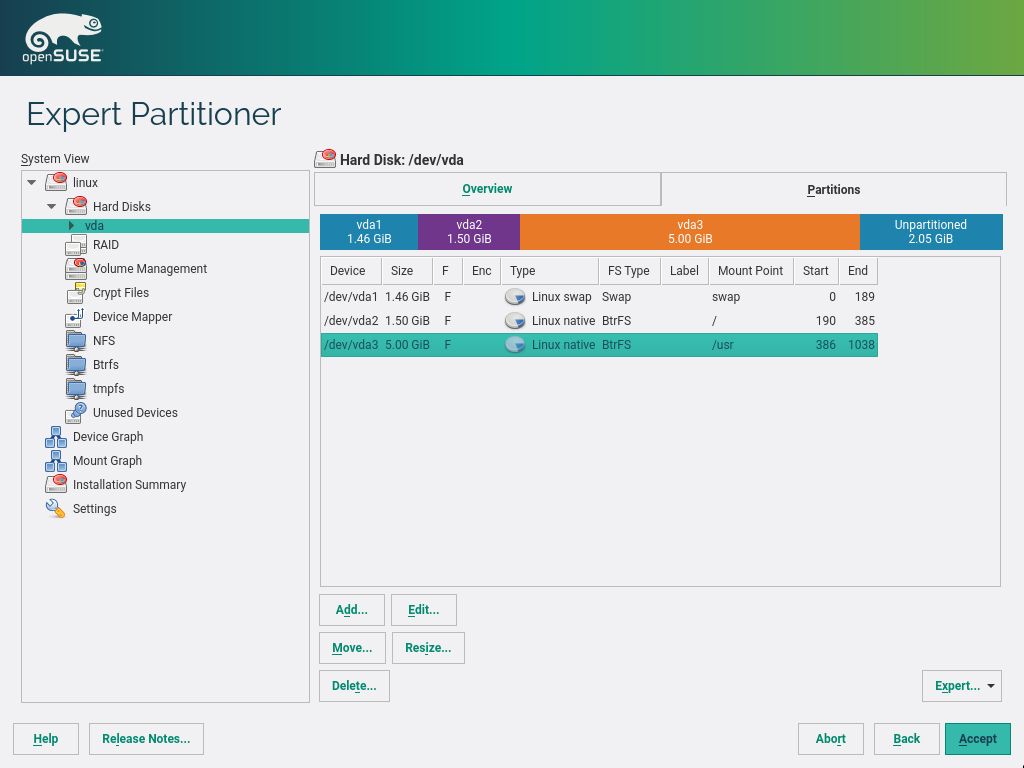 openSUSE
Expert Partitioner
System View
linux
Hard Disks
vda
RAID
Volume Management
Crypt Files
Device Mapper
NFS
Btrfs
tmpfs
Unused Devices
Device Graph
Mount Graph
Installation Summary
Settings
Hard Disk: /dev/vda
Overview Partitions
vda1 vda2 vda3 Unpartitioned
1.46 GiB 1.50 GiB 5.00 GiB 2.05 GiB
Device Size F Enc Type FS Type Label Mount Point Start End
/dev/vda1 1.46 GiB F Linux swap Swap swap 0 189
/dev/vda2 1.50 GiB F Linux native BtrFS / 190 385
/dev/vda3 5.00 GiB F Linux native BtrFS /usr 386 1038
Add... Edit...
Move... Resize...
Delete... Expert...
Help Release Notes... Abort Back Accept